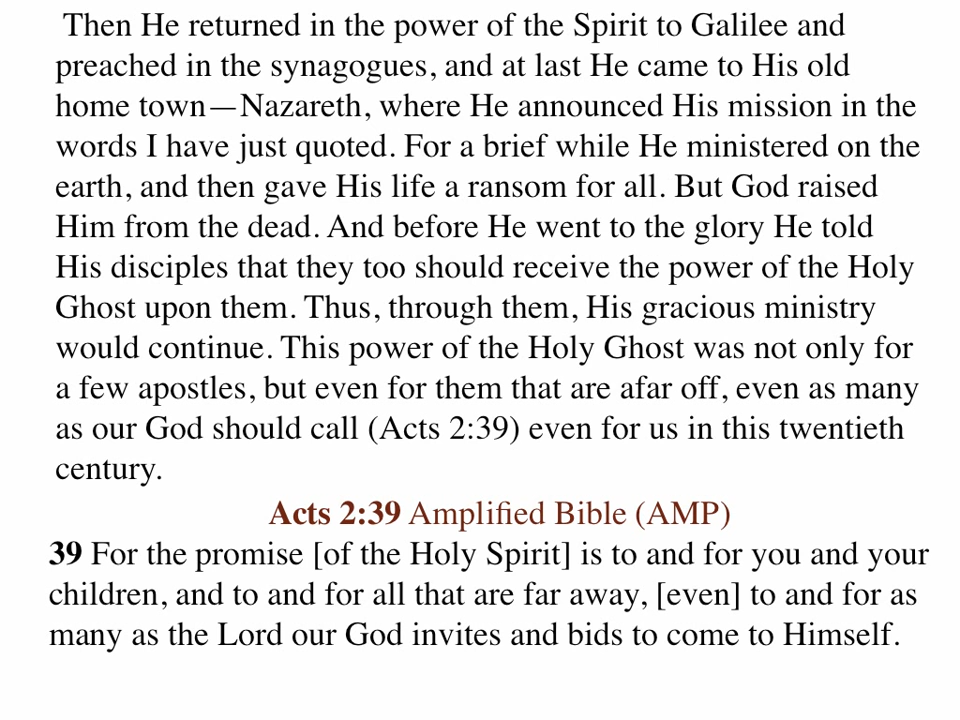 Then He returned in the power of the Spirit to Galilee and
preached in the synagogues, and at last He came to His old
home town—Nazareth, where He announced His mission in the
words I have just quoted. For a brief while He ministered on the
earth, and then gave His life a ransom for all. But God raised
Him from the dead. And before He went to the glory He told
His disciples that they too should receive the power of the Holy
Ghost upon them. Thus, through them, His gracious ministry
would continue. This power of the Holy Ghost was not only for
a few apostles, but even for them that are afar off, even as many
as our God should call (Acts 2:39) even for us in this twentieth
century.
Acts 2:39 Amplified Bible (AMP)
39 For the promise [of the Holy Spirit] is to and for you and your
children, and to and for all that are far away, [even] to and for as
many as the Lord our God invites and bids to come to Himself.